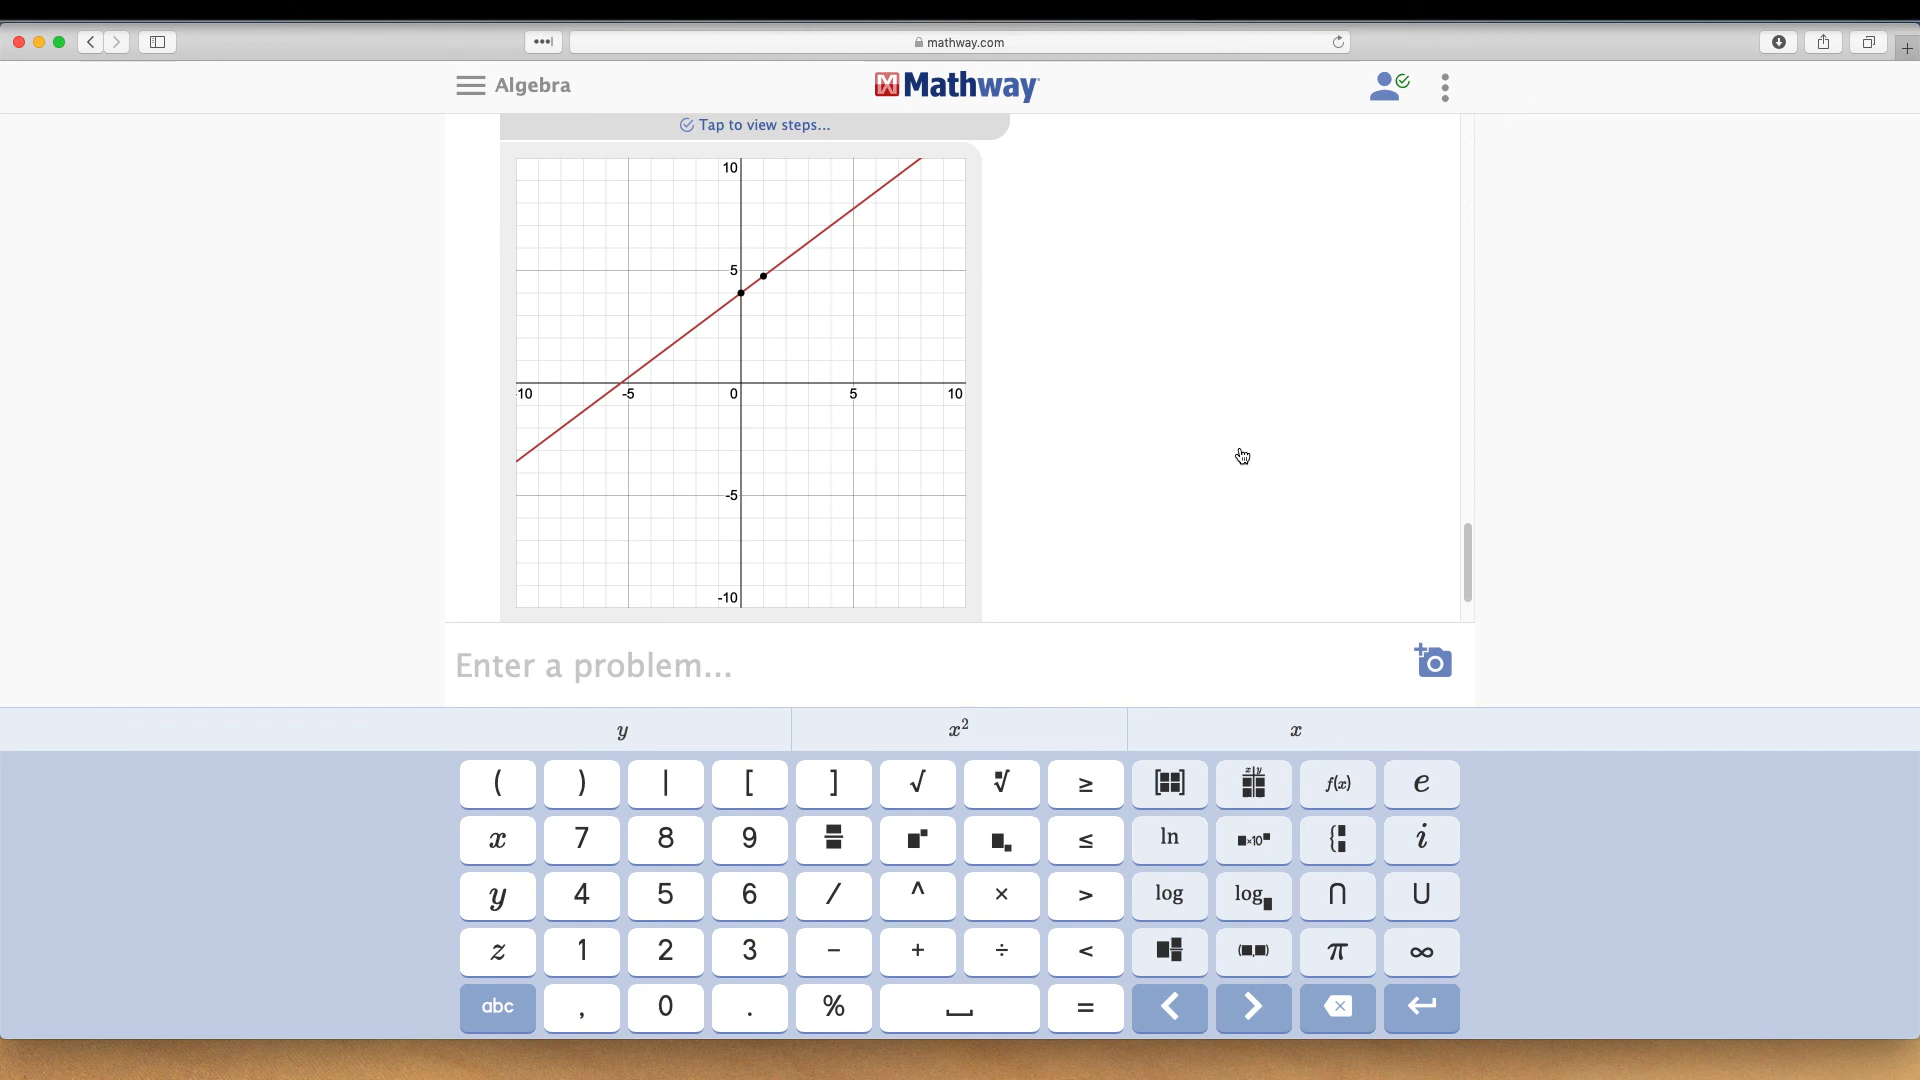 mathway.com
Algebra
Mathway
Tap to view steps...
10
5
-10 -5 0 5 10
-5
-10
Enter a problem...
y x² x
( ) | [ ] √ ∛ ≥ f(x) e
x 7 8 9 ≤ ln ×10 i
y 4 5 6 / ^ × > log log ∩ ∪
z 1 2 3 − + ÷ < (,) π ∞
abc , 0 . % =